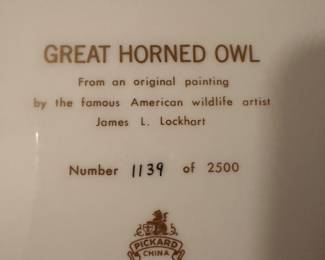 GREAT HORNED OWL
From an original painting
by the famous American wildlife artist
James L. Lockhart
Number 1139 of 2500
PICKARD
CHINA